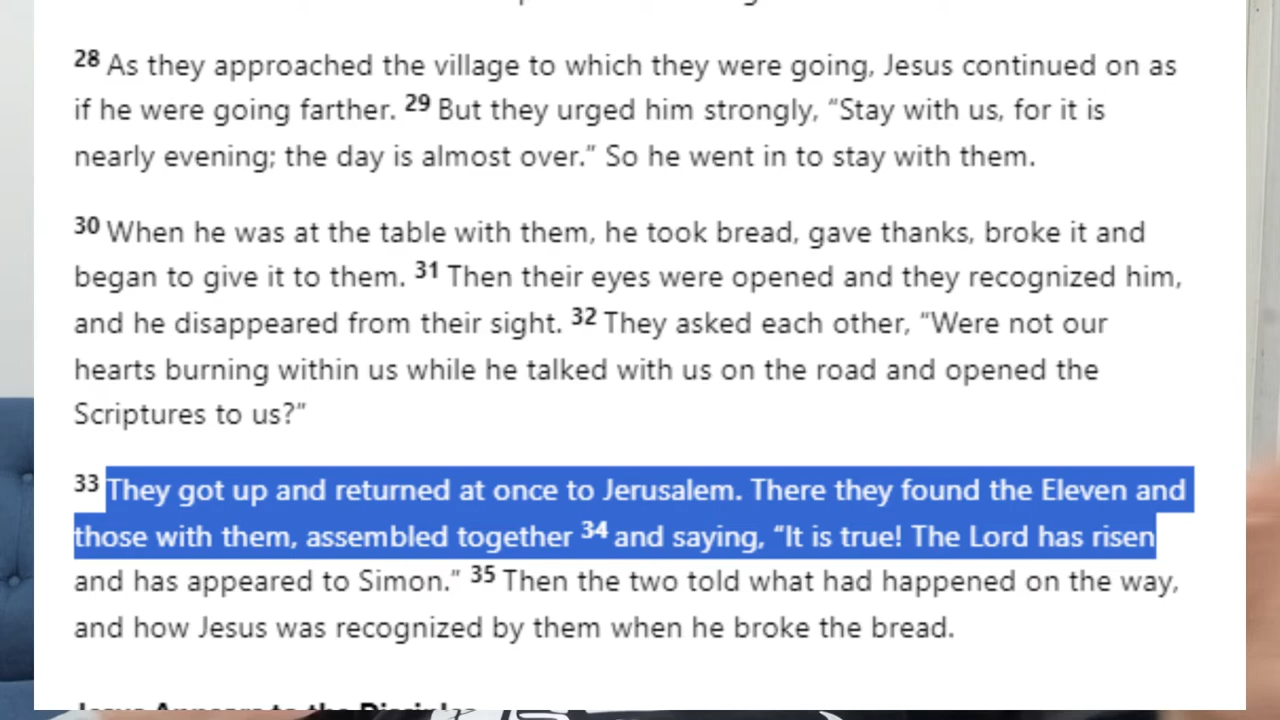 28 As they approached the village to which they were going, Jesus continued on as
if he were going farther. 29 But they urged him strongly, “Stay with us, for it is
nearly evening; the day is almost over.” So he went in to stay with them.
30 When he was at the table with them, he took bread, gave thanks, broke it and
began to give it to them. 31 Then their eyes were opened and they recognized him,
and he disappeared from their sight. 32 They asked each other, “Were not our
hearts burning within us while he talked with us on the road and opened the
Scriptures to us?”
33 They got up and returned at once to Jerusalem. There they found the Eleven and
those with them, assembled together 34 and saying, “It is true! The Lord has risen
and has appeared to Simon.” 35 Then the two told what had happened on the way,
and how Jesus was recognized by them when he broke the bread.
Jesus Appears to the Disciples